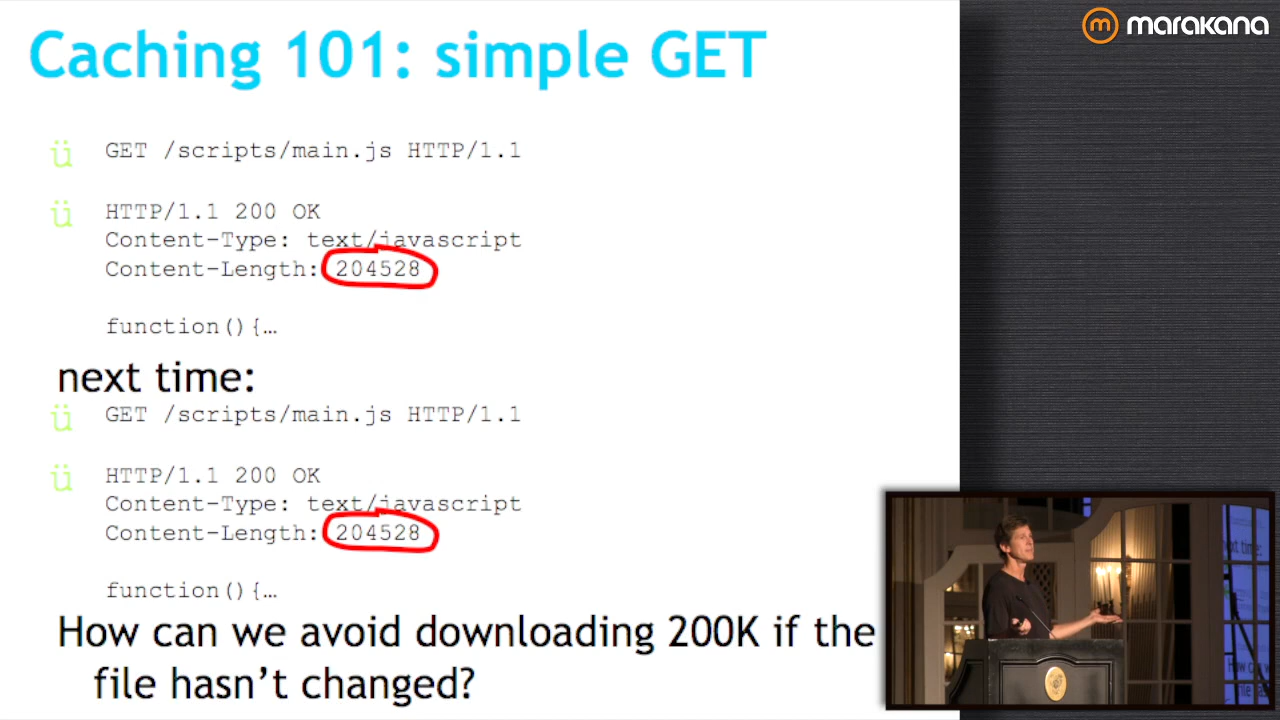 Caching 101: simple GET
marakana
ü GET /scripts/main.js HTTP/1.1
ü HTTP/1.1 200 OK
Content-Type: text/javascript
Content-Length: 204528
function(){…
next time:
ü GET /scripts/main.js HTTP/1.1
ü HTTP/1.1 200 OK
Content-Type: text/javascript
Content-Length: 204528
function(){…
How can we avoid downloading 200K if the
file hasn't changed?
next time: